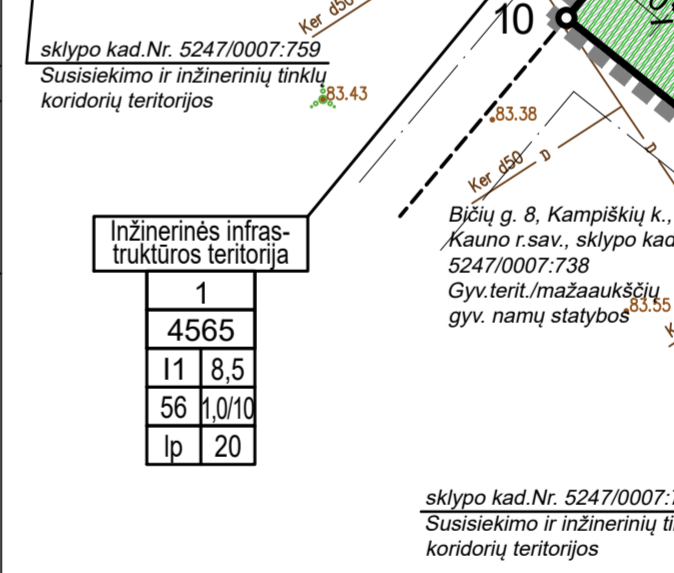 Ker d50
10
sklypo kad.Nr. 5247/0007:759
Susisiekimo ir inžinerinių tinklų
koridorių teritorijos
83.43
83.38
D
D
Ker d50
Bičių g. 8, Kampiškių k.,
Kauno r.sav., sklypo kad
5247/0007:738
Gyv.terit./mažaaukščių
gyv. namų statybos
83.55
Inžinerinės infras-
truktūros teritorija
1
4565
I1 8,5
56 1,0/10
Ip 20
sklypo kad.Nr. 5247/0007:
Susisiekimo ir inžinerinių ti
koridorių teritorijos